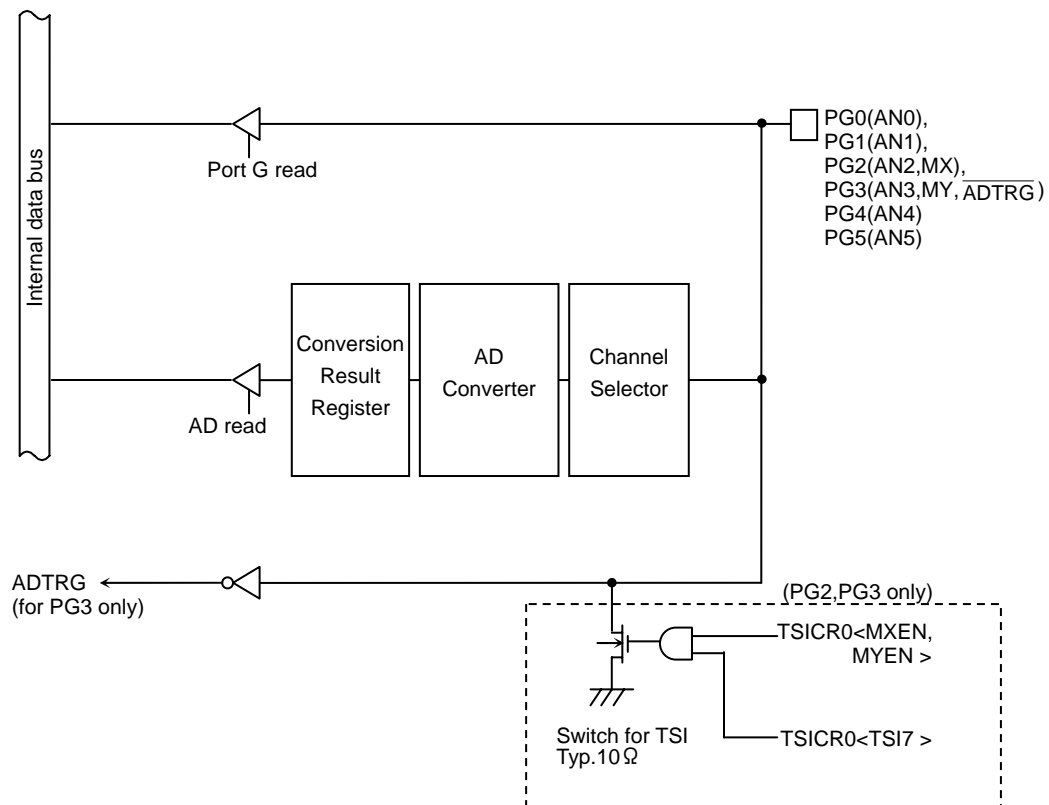 Internal data bus
Port G read
PG0(AN0),
PG1(AN1),
PG2(AN2,MX),
PG3(AN3,MY, ADTRG )
PG4(AN4)
PG5(AN5)
Conversion
Result
Register
AD
Converter
Channel
Selector
AD read
ADTRG
(for PG3 only)
(PG2,PG3 only)
TSICR0<MXEN,
MYEN >
Switch for TSI
Typ.10Ω
TSICR0<TSI7 >